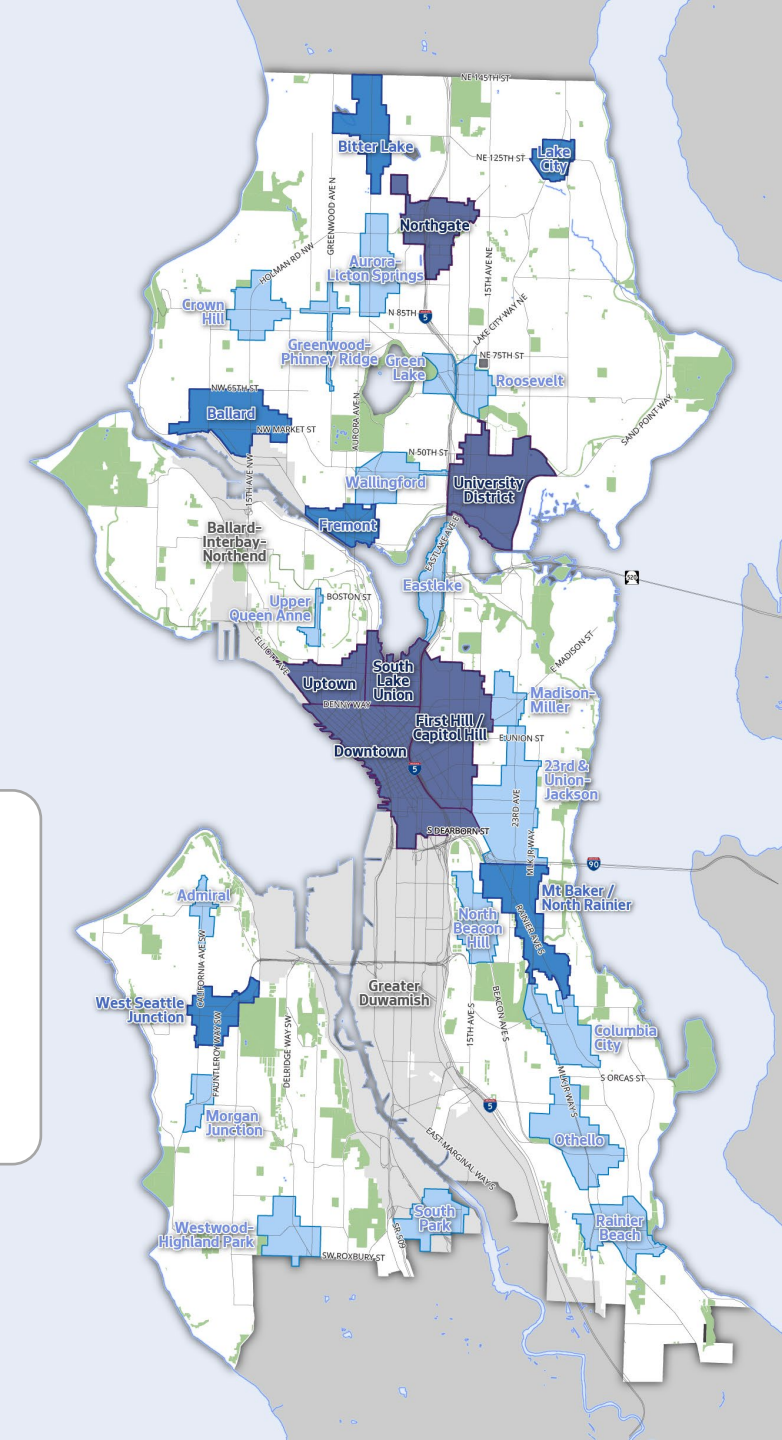 NE 145TH ST
Bitter Lake
NE 125TH ST
Lake
City
GREENWOOD AVE N
Northgate
HOLMAN RD NW
Aurora-
Licton Springs
15TH AVE NE
Crown
Hill
N 85TH
5
LAKE CITY WAY NE
Greenwood-
Phinney Ridge
Green
Lake
NE 75TH ST
Roosevelt
NW 65TH ST
Ballard
AURORA AVE N
SAND POINT WAY
NW MARKET ST
N 50TH ST
15TH AVE NW
Wallingford
University
District
Fremont
Ballard-
Interbay-
Northend
EASTLAKE AVE E
520
Eastlake
Upper
Queen Anne
BOSTON ST
ELLIOTT AVE
E MADISON ST
South
Lake
Union
Uptown
DENNY WAY
Madison-
Miller
First Hill /
Capitol Hill
E UNION ST
Downtown
5
23rd &
Union-
Jackson
23RD AVE
S DEARBORN ST
MLK JR WAY
90
Admiral
Mt Baker /
North Rainier
North
Beacon
Hill
RAINIER AVE S
CALIFORNIA AVE SW
Greater
Duwamish
West Seattle
Junction
BEACON AVE S
15TH AVE S
Columbia
City
FAUNTLEROY WAY SW
DELRIDGE WAY SW
MLK JR WAY S
S ORCAS ST
5
Morgan
Junction
EAST MARGINAL WAY S
Othello
South
Park
Rainier
Beach
Westwood-
Highland Park
SR 509
SW ROXBURY ST